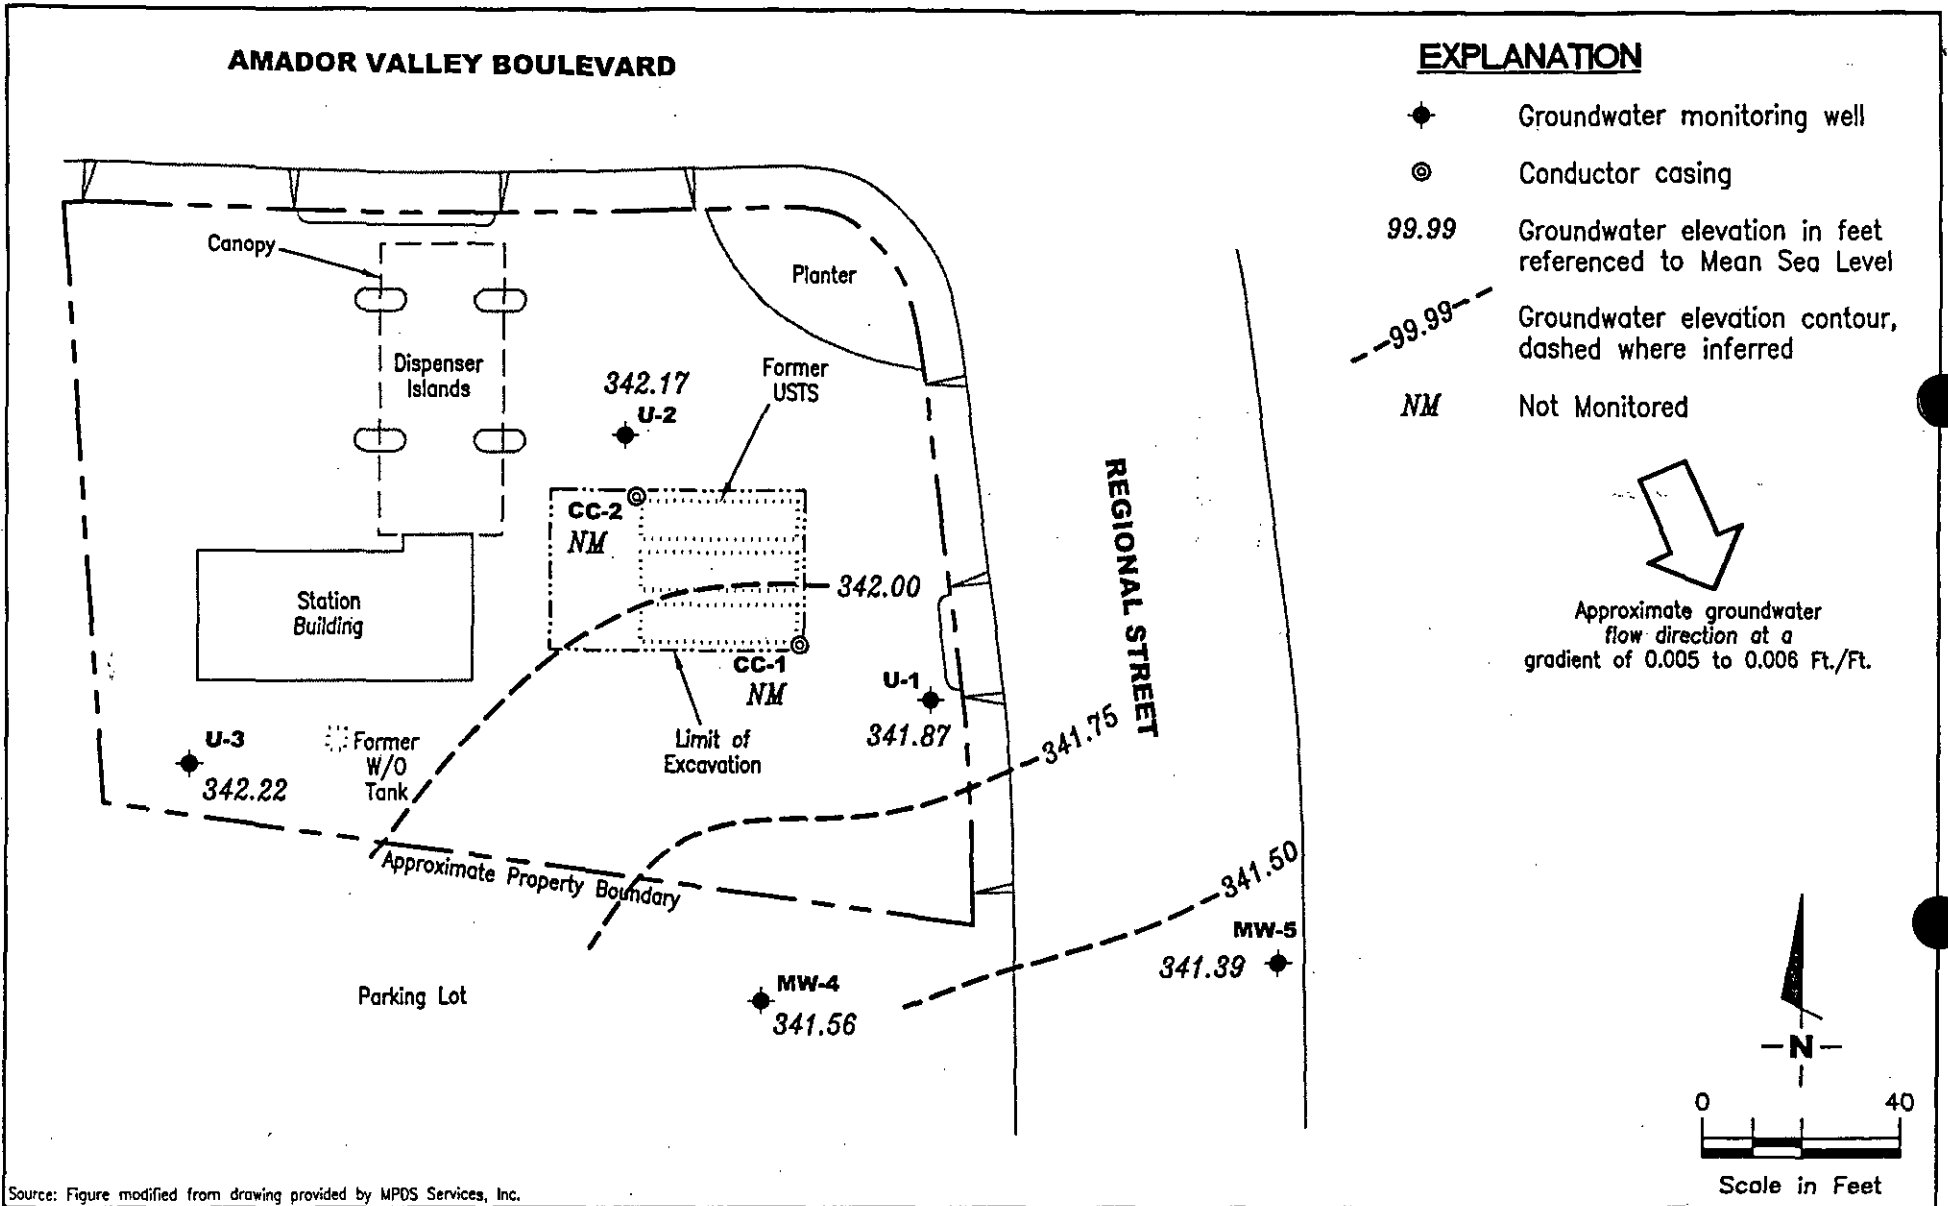 AMADOR VALLEY BOULEVARD
EXPLANATION
Groundwater monitoring well
Conductor casing
99.99
Groundwater elevation in feet
referenced to Mean Sea Level
99.99
Groundwater elevation contour,
dashed where inferred
NM
Not Monitored
Approximate groundwater
flow direction at a
gradient of 0.005 to 0.006 Ft./Ft.
Canopy
Planter
Dispenser
Islands
342.17
U-2
Former
USTS
CC-2
NM
342.00
Station
Building
CC-1
NM
U-1
341.87
Limit of
Excavation
U-3
342.22
Former
W/O
Tank
REGIONAL STREET
341.75
341.50
Approximate Property Boundary
MW-5
341.39
MW-4
341.56
Parking Lot
N
0
40
Scale in Feet
Source: Figure modified from drawing provided by MPDS Services, Inc.